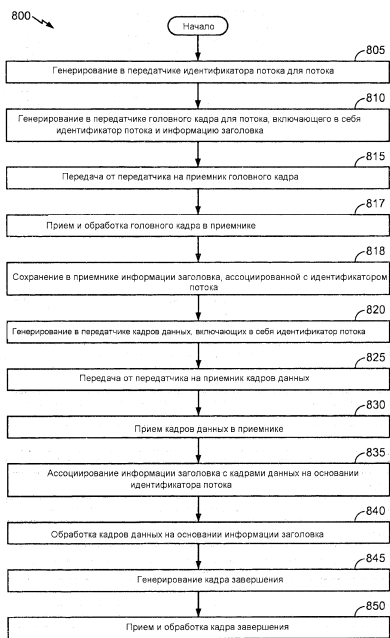 800
Начало
805
Генерирование в передатчике идентификатора потока для потока
810
Генерирование в передатчике головного кадра для потока, включающего в себя
идентификатор потока и информацию заголовка
815
Передача от передатчика на приемник головного кадра
817
Прием и обработка головного кадра в приемнике
818
Сохранение в приемнике информации заголовка, ассоциированной с идентификатором
потока
820
Генерирование в передатчике кадров данных, включающих в себя идентификатор потока
825
Передача от передатчика на приемник кадров данных
830
Прием кадров данных в приемнике
835
Ассоциирование информации заголовка с кадрами данных на основании
идентификатора потока
840
Обработка кадров данных на основании информации заголовка
845
Генерирование кадра завершения
850
Прием и обработка кадра завершения